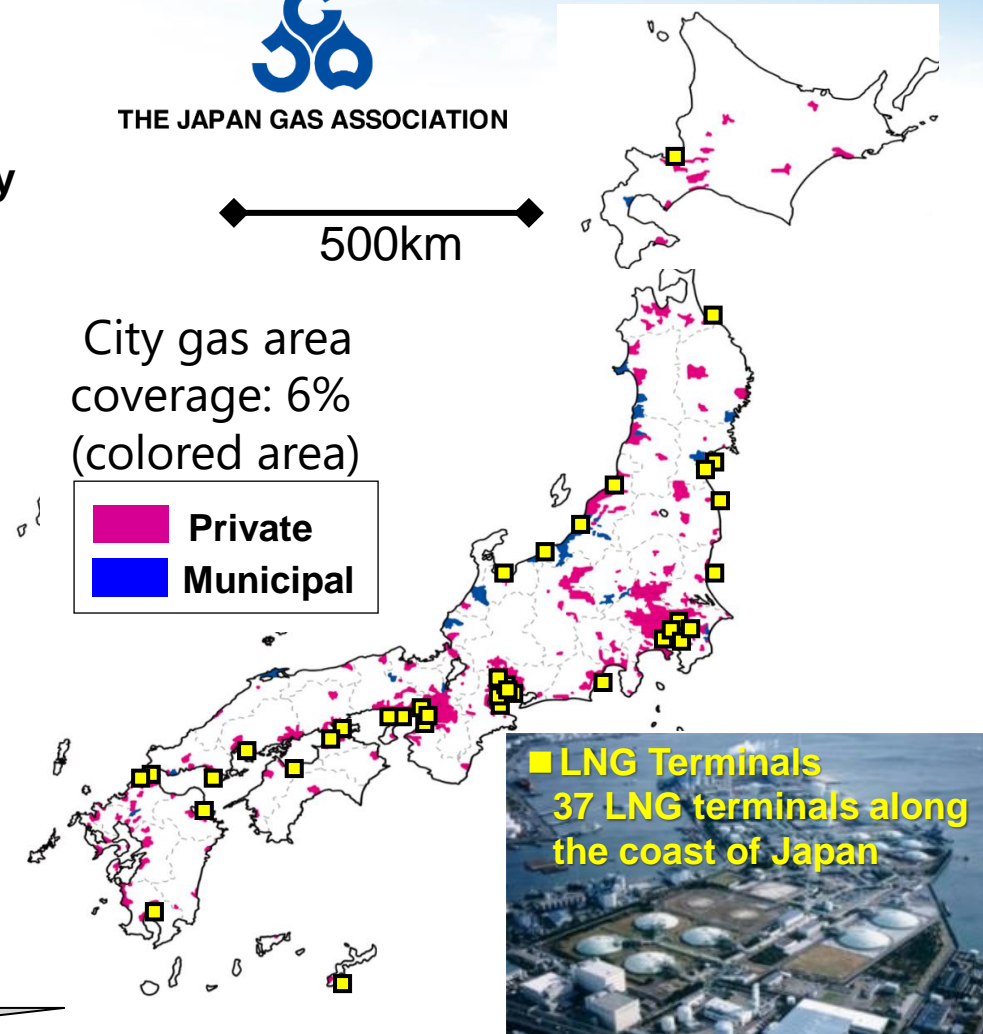 THE JAPAN GAS ASSOCIATION
y
500km
City gas area
coverage: 6%
(colored area)
Private
Municipal
LNG Terminals
37 LNG terminals along
the coast of Japan